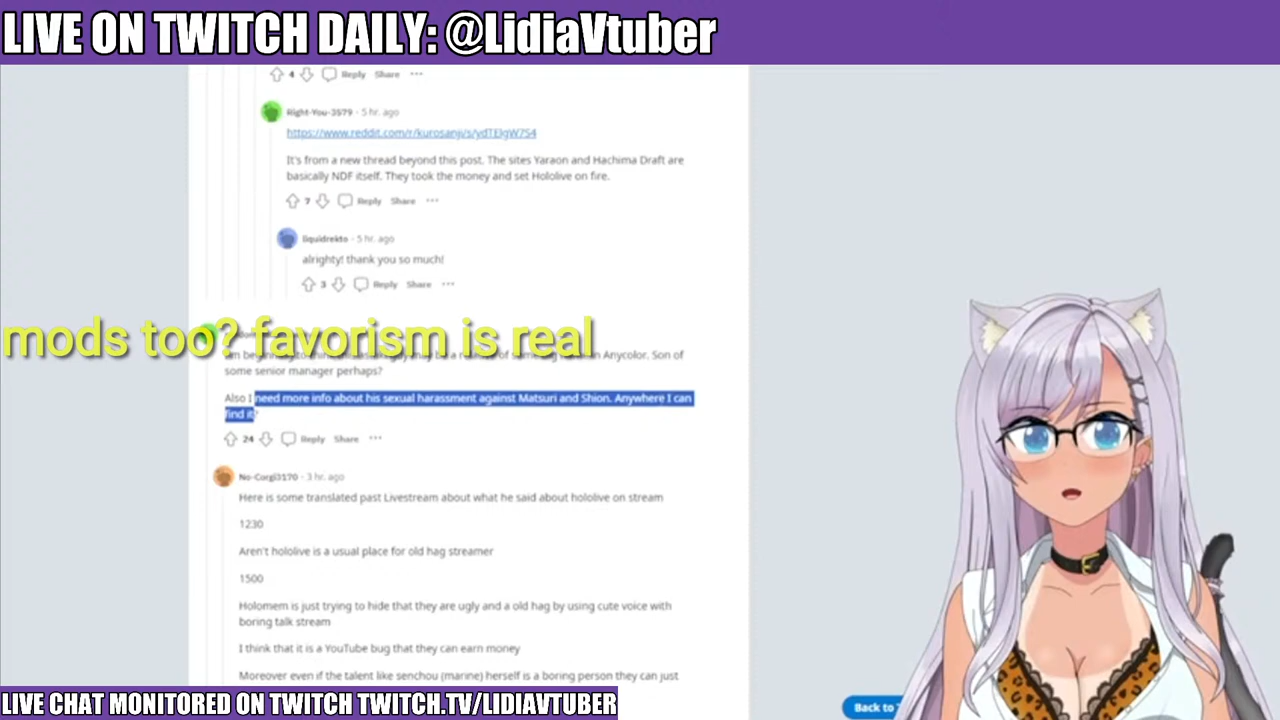 LIVE ON TWITCH DAILY: @LidiaVtuber
4 Reply Share ···
Right-You-3579 · 5 hr. ago
https://www.reddit.com/r/kurosanji/s/ydTElgW7S4
It's from a new thread beyond this post. The sites Yaraon and Hachima Draft are
basically NDF itself. They took the money and set Hololive on fire.
7 Reply Share ···
liquidrekto · 5 hr. ago
alrighty! thank you so much!
3 Reply Share ···
mods too? favorism is real
Anycolor. Son of
some senior manager perhaps?
Also I need more info about his sexual harassment against Matsuri and Shion. Anywhere I can
find it?
24 Reply Share ···
No-Corgi3170 · 3 hr. ago
Here is some translated past Livestream about what he said about hololive on stream
1230
Aren't hololive is a usual place for old hag streamer
1500
Holomem is just trying to hide that they are ugly and a old hag by using cute voice with
boring talk stream
I think that it is a YouTube bug that they can earn money
Moreover even if the talent like senchou (marine) herself is a boring person they can just
Back to
LIVE CHAT MONITORED ON TWITCH TWITCH.TV/LIDIAVTUBER